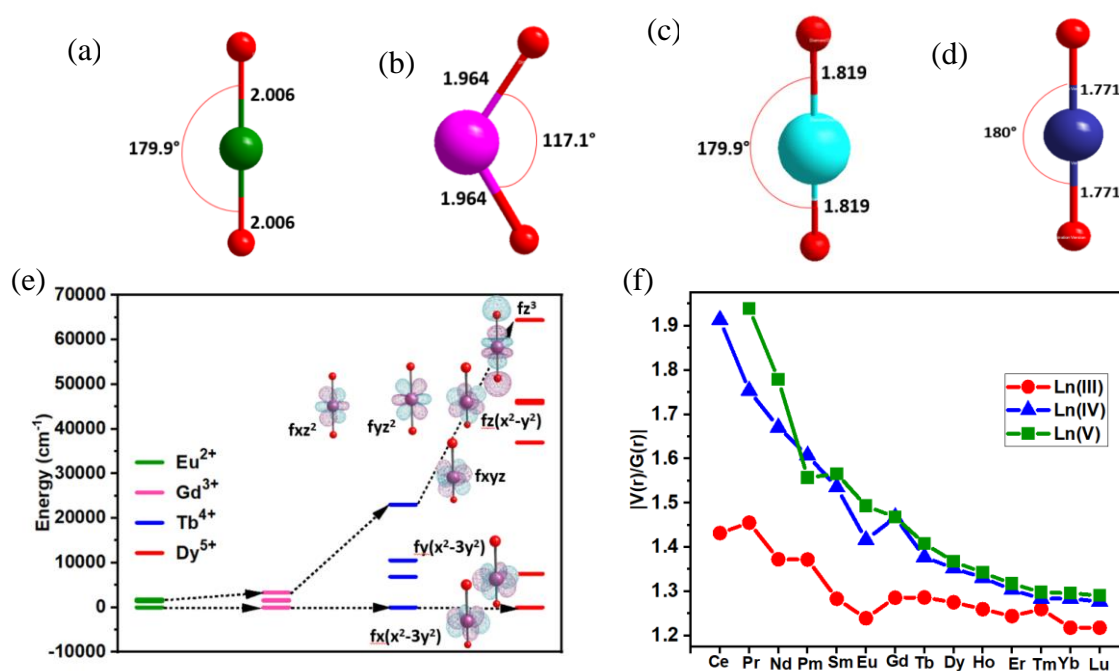 (a)
2.006
179.9°
2.006
(b)
1.964
117.1°
1.964
(c)
1.819
179.9°
1.819
(d)
1.771
180°
1.771
(e)
Energy (cm⁻¹)
70000
60000
50000
40000
30000
20000
10000
0
-10000
Eu²⁺
Gd³⁺
Tb⁴⁺
Dy⁵⁺
fz³
fxz²
fyz²
fz(x²-y²)
fxyz
fy(x²-3y²)
fx(x²-3y²)
(f)
|V(r)/G(r)|
1.9
1.8
1.7
1.6
1.5
1.4
1.3
1.2
Ln(III)
Ln(IV)
Ln(V)
Ce Pr Nd Pm Sm Eu Gd Tb Dy Ho Er Tm Yb Lu